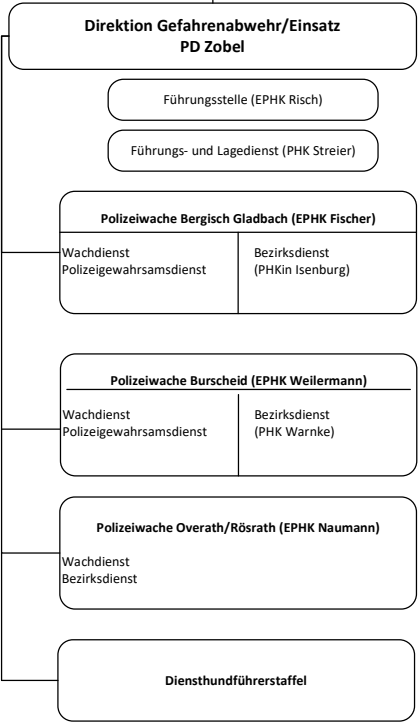 Direktion Gefahrenabwehr/Einsatz
PD Zobel
Führungsstelle (EPHK Risch)
Führungs- und Lagedienst (PHK Streier)
Polizeiwache Bergisch Gladbach (EPHK Fischer)
Wachdienst
Polizeigewahrsamsdienst
Bezirksdienst
(PHKin Isenburg)
Polizeiwache Burscheid (EPHK Weilermann)
Wachdienst
Polizeigewahrsamsdienst
Bezirksdienst
(PHK Warnke)
Polizeiwache Overath/Rösrath (EPHK Naumann)
Wachdienst
Bezirksdienst
Diensthundführerstaffel